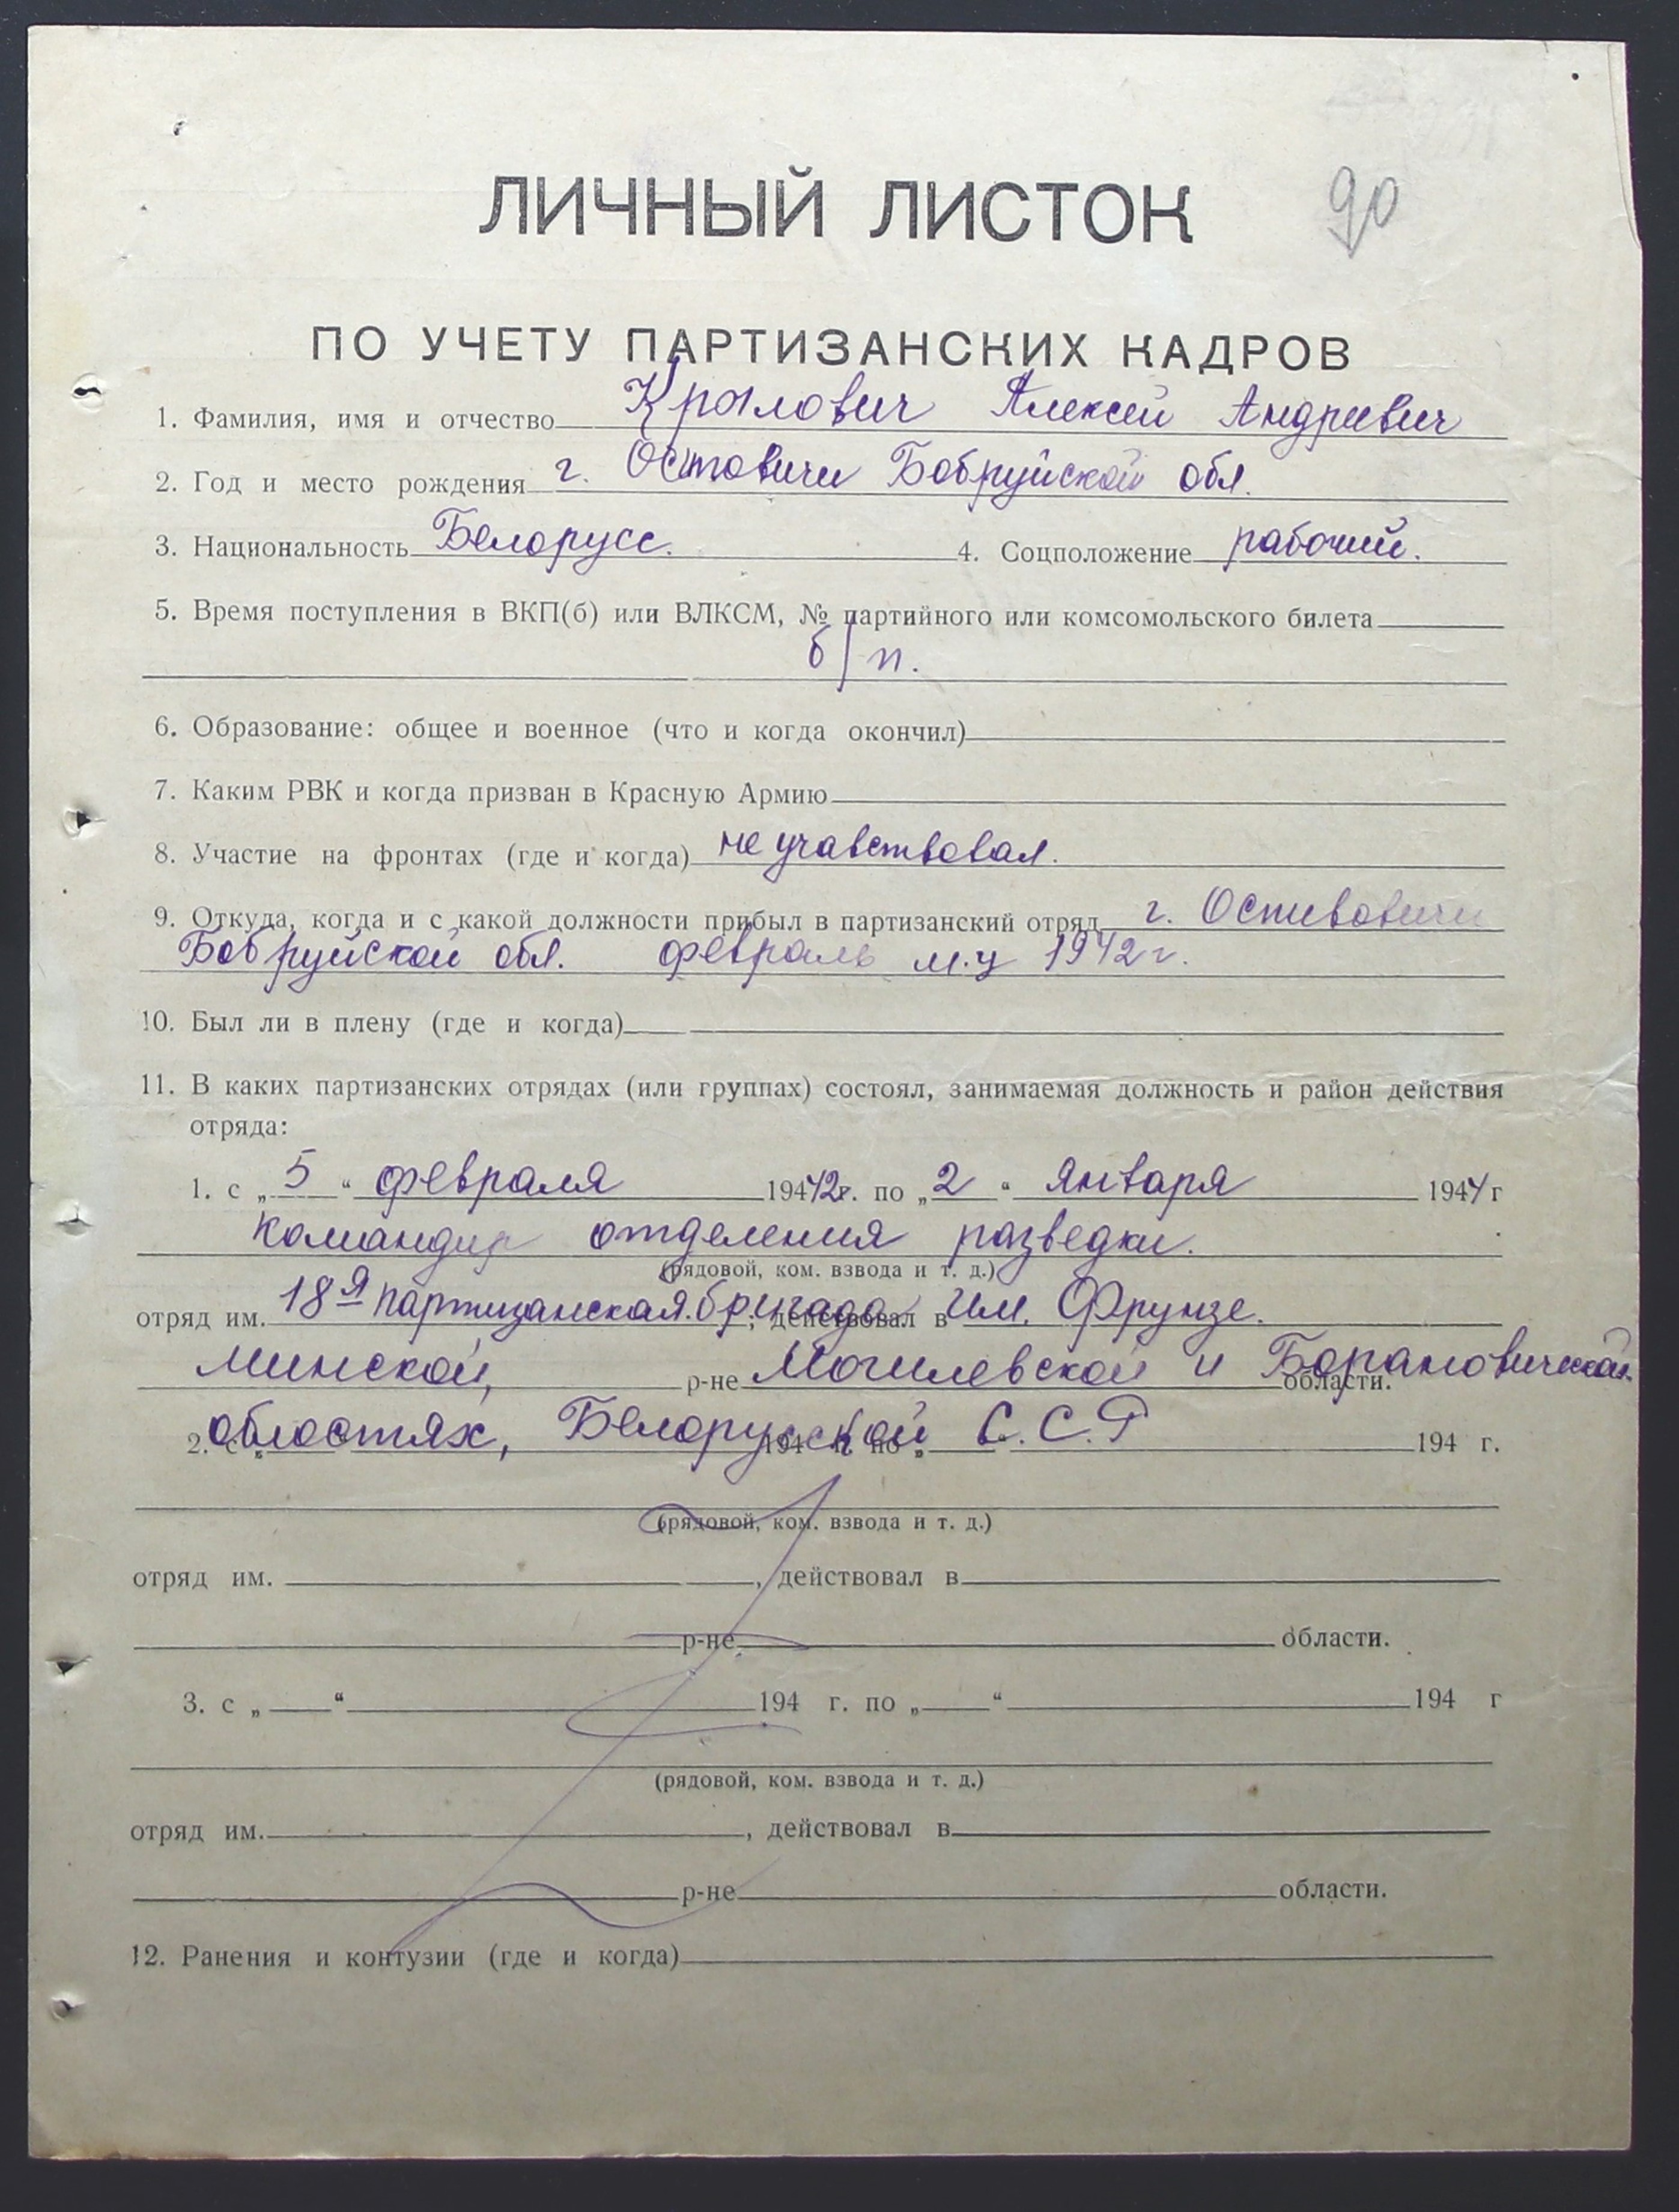 ЛИЧНЫЙ ЛИСТОК 90
ПО УЧЕТУ ПАРТИЗАНСКИХ КАДРОВ
1. Фамилия, имя и отчество Крылович Алексей Андреевич
2. Год и место рождения г. Остовичи Бобруйской обл.
3. Национальность Белорусс. 4. Соцположение рабочий.
5. Время поступления в ВКП(б) или ВЛКСМ, № партийного или комсомольского билета
б/п.
6. Образование: общее и военное (что и когда окончил)
7. Каким РВК и когда призван в Красную Армию
8. Участие на фронтах (где и когда) не учавствовал.
9. Откуда, когда и с какой должности прибыл в партизанский отряд г. Остивовичи
Бобруйской обл. февраль м-ц 1942 г.
10. Был ли в плену (где и когда)
11. В каких партизанских отрядах (или группах) состоял, занимаемая должность и район действия
отряда:
1. с „5“ февраля 1942 г. по „2“ января 1944 г
командир отделения разведки.
(рядовой, ком. взвода и т. д.)
отряд им. 18я партизанская бригада, действовал в им. Фрунзе.
Минской, р-не Могилевской и Барановической области.
2. с „ областях, Белорусской С.С.Р 194 г. по „ 194 г.
(рядовой, ком. взвода и т. д.)
отряд им. , действовал в
р-не области.
3. с „ “ 194 г. по „ “ 194 г
(рядовой, ком. взвода и т. д.)
отряд им. , действовал в
р-не области.
12. Ранения и контузии (где и когда)